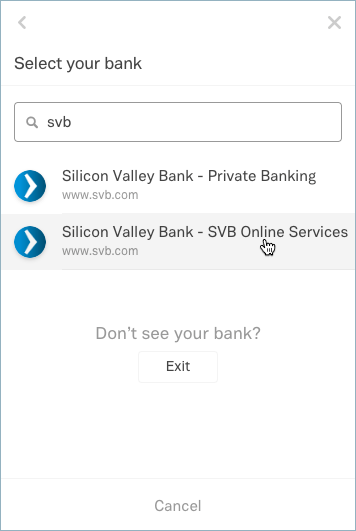 Select your bank
svb
Silicon Valley Bank - Private Banking
www.svb.com
Silicon Valley Bank - SVB Online Services
www.svb.com
Don’t see your bank?
Exit
Cancel